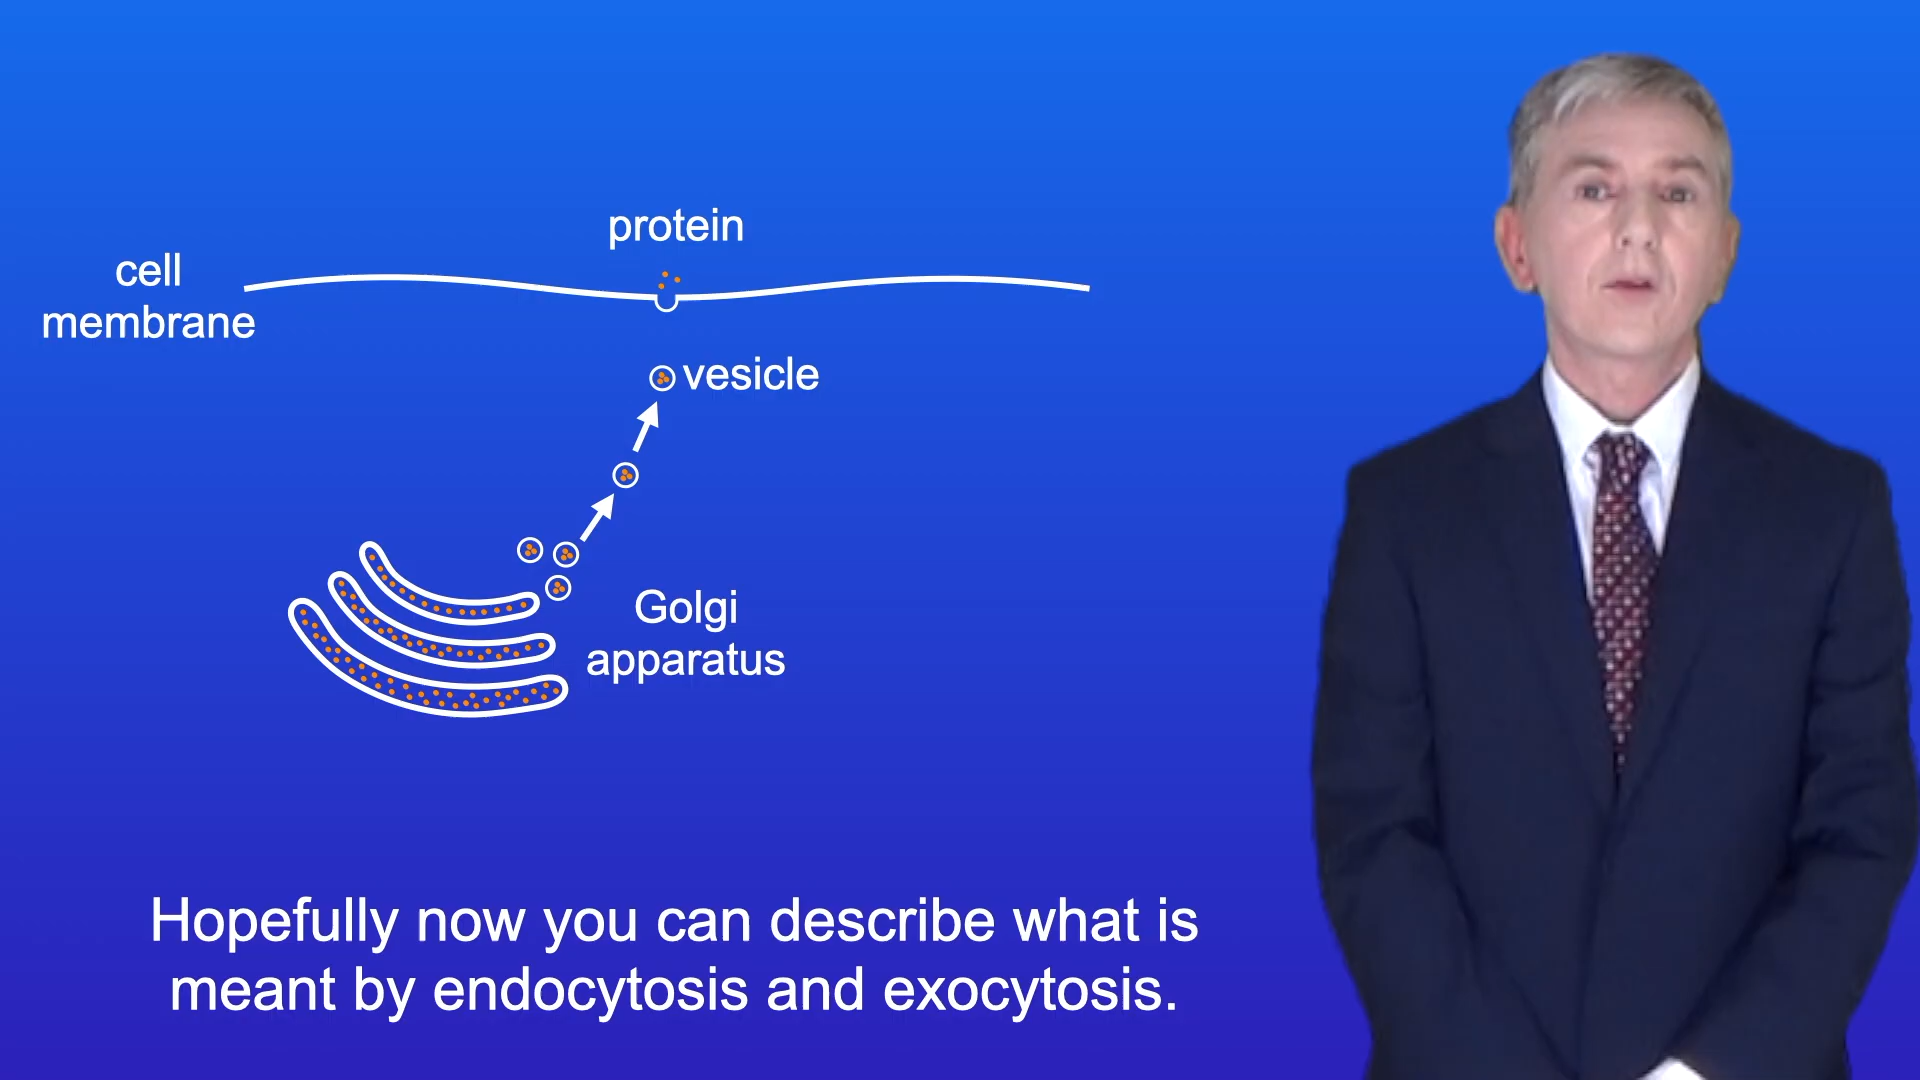 protein
cell
membrane
vesicle
Golgi
apparatus
Hopefully now you can describe what is
meant by endocytosis and exocytosis.